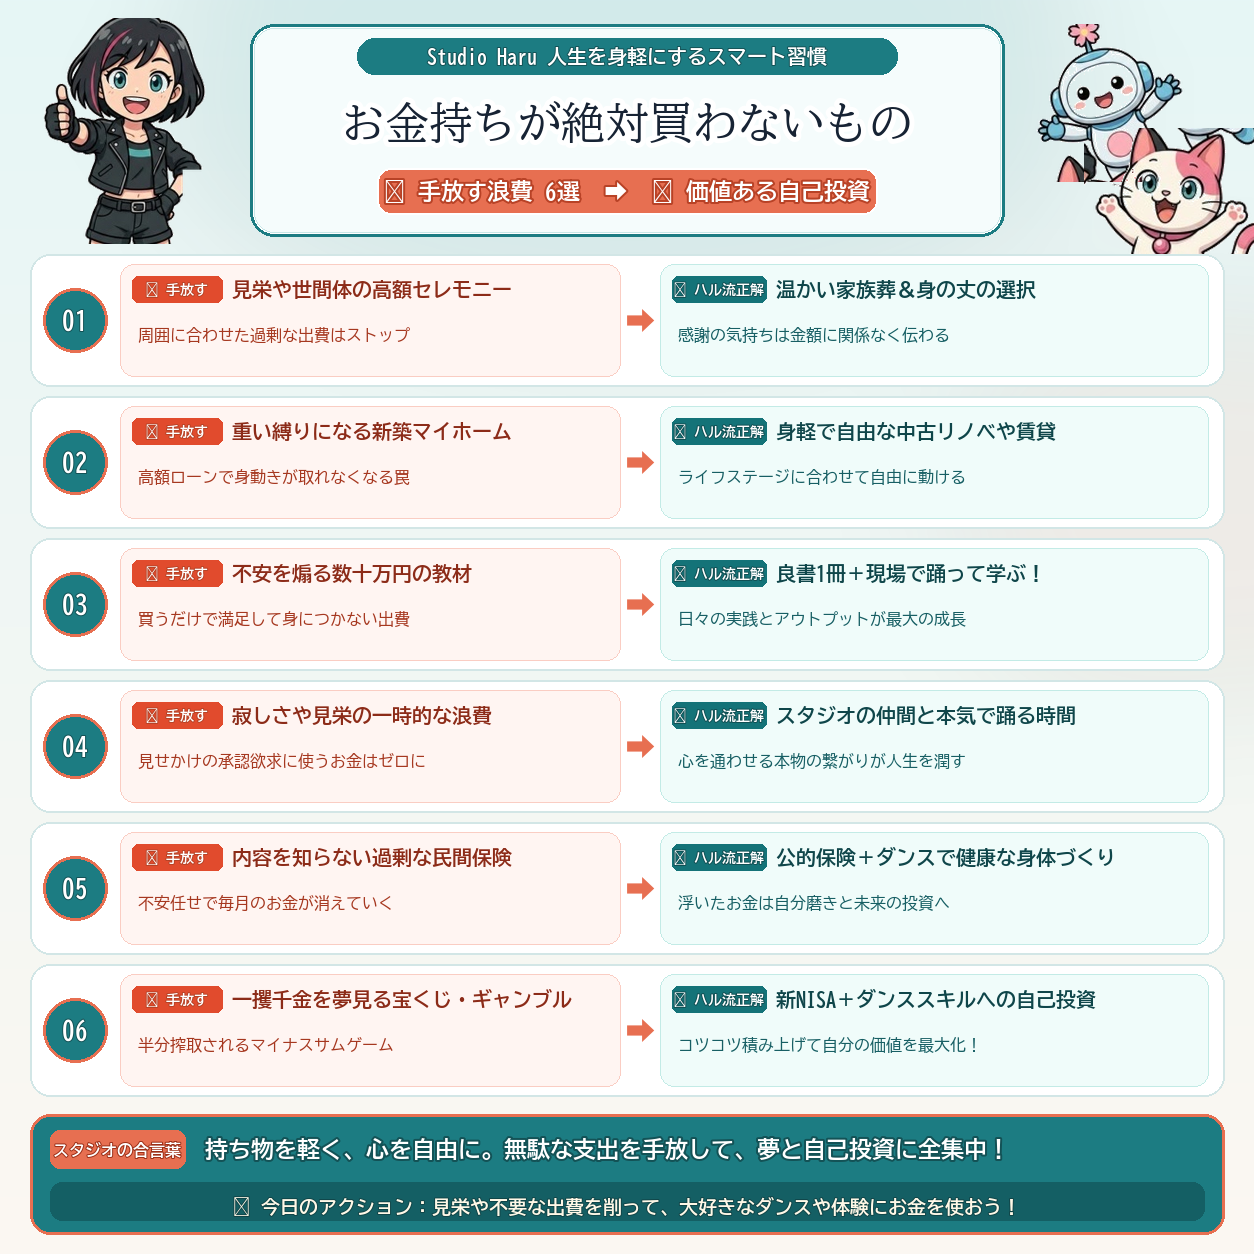 Studio Haru 人生を身軽にするスマート習慣
お金持ちが絶対買わないもの
手放す浪費 6選 ➡ 価値ある自己投資
01
手放す 見栄や世間体の高額セレモニー
周囲に合わせた過剰な出費はストップ
ハル流正解 温かい家族葬＆身の丈の選択
感謝の気持ちは金額に関係なく伝わる
02
手放す 重い縛りになる新築マイホーム
高額ローンで身動きが取れなくなる罠
ハル流正解 身軽で自由な中古リノベや賃貸
ライフステージに合わせて自由に動ける
03
手放す 不安を煽る数十万円の教材
買うだけで満足して身につかない出費
ハル流正解 良書1冊＋現場で踊って学ぶ！
日々の実践とアウトプットが最大の成長
04
手放す 寂しさや見栄の一時的な浪費
見せかけの承認欲求に使うお金はゼロに
ハル流正解 スタジオの仲間と本気で踊る時間
心を通わせる本物の繋がりが人生を潤す
05
手放す 内容を知らない過剰な民間保険
不安任せで毎月のお金が消えていく
ハル流正解 公的保険＋ダンスで健康な身体づくり
浮いたお金は自分磨きと未来の投資へ
06
手放す 一攫千金を夢見る宝くじ・ギャンブル
半分搾取されるマイナスサムゲーム
ハル流正解 新NISA＋ダンススキルへの自己投資
コツコツ積み上げて自分の価値を最大化！
スタジオの合言葉 持ち物を軽く、心を自由に。無駄な支出を手放して、夢と自己投資に全集中！
今日のアクション：見栄や不要な出費を削って、大好きなダンスや体験にお金を使おう！